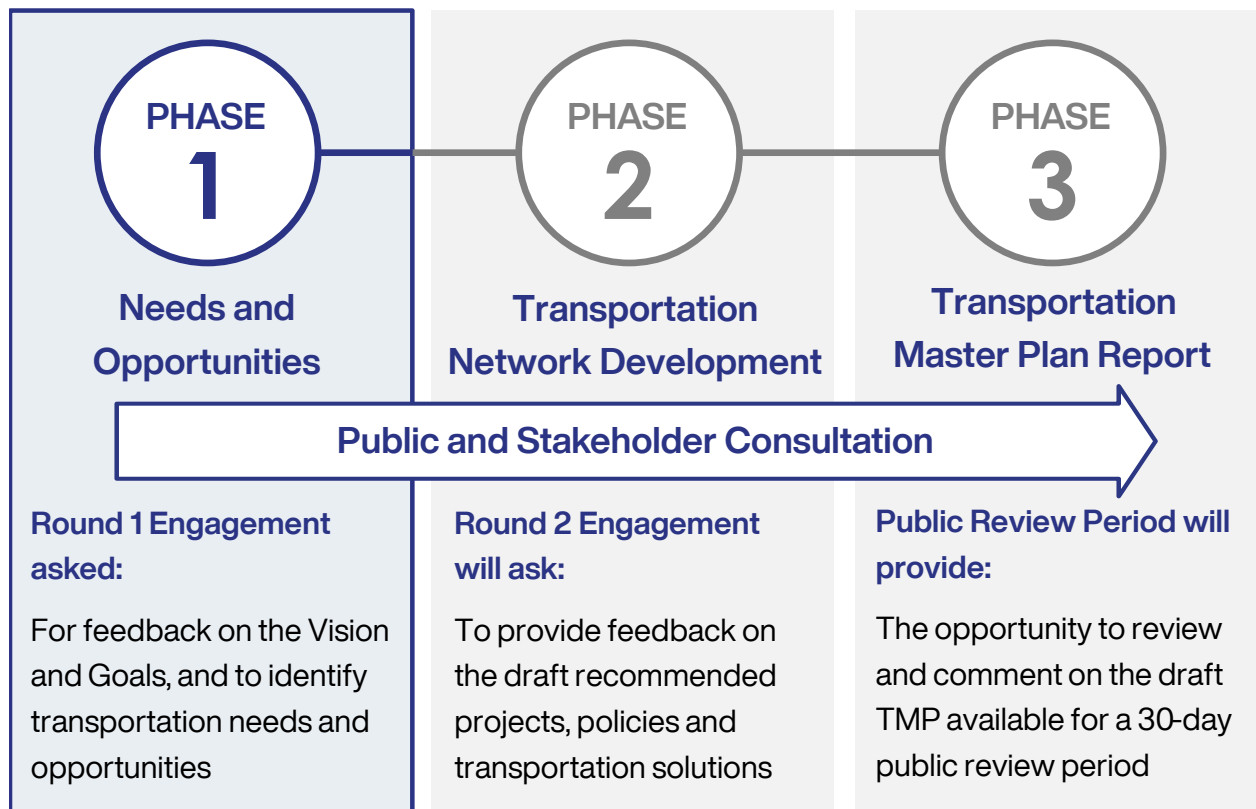 PHASE
1
Needs and
Opportunities
PHASE
2
Transportation
Network Development
PHASE
3
Transportation
Master Plan Report
Public and Stakeholder Consultation
Round 1 Engagement
asked:
For feedback on the Vision
and Goals, and to identify
transportation needs and
opportunities
Round 2 Engagement
will ask:
To provide feedback on
the draft recommended
projects, policies and
transportation solutions
Public Review Period will
provide:
The opportunity to review
and comment on the draft
TMP available for a 30-day
public review period